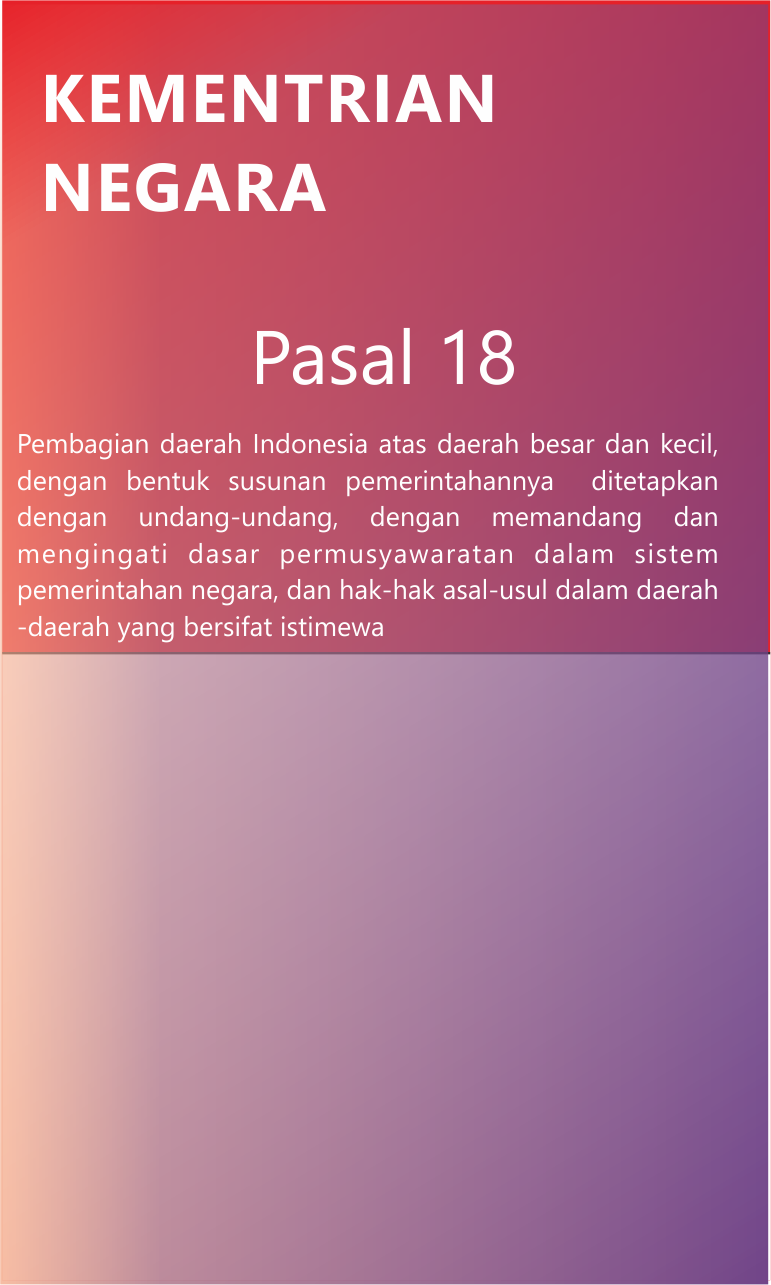 KEMENTRIAN
NEGARA
Pasal 18
Pembagian daerah Indonesia atas daerah besar dan kecil,
dengan bentuk susunan pemerintahannya ditetapkan
dengan undang-undang, dengan memandang dan
mengingati dasar permusyawaratan dalam sistem
pemerintahan negara, dan hak-hak asal-usul dalam daerah
-daerah yang bersifat istimewa